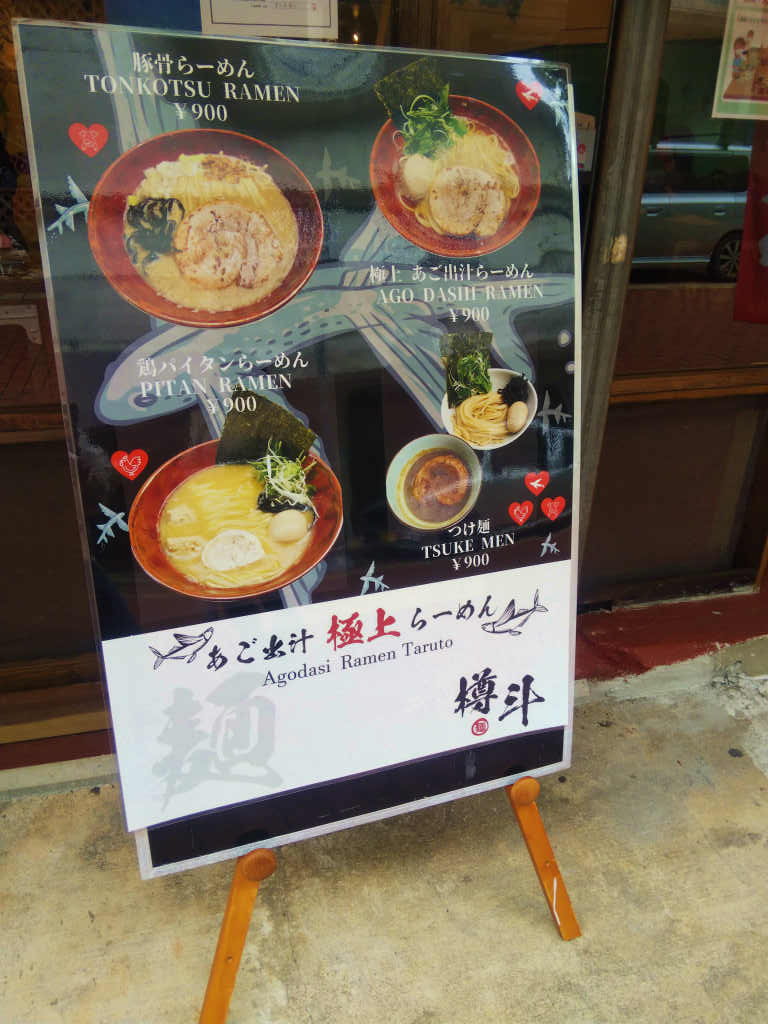 豚骨らーめん
TONKOTSU RAMEN
¥900
極上 あご出汁らーめん
AGO DASHI RAMEN
¥900
鶏パイタンらーめん
PITAN RAMEN
¥900
つけ麺
TSUKE MEN
¥900
あご出汁 極上 らーめん
Agodasi Ramen Taruto
麺
樽斗